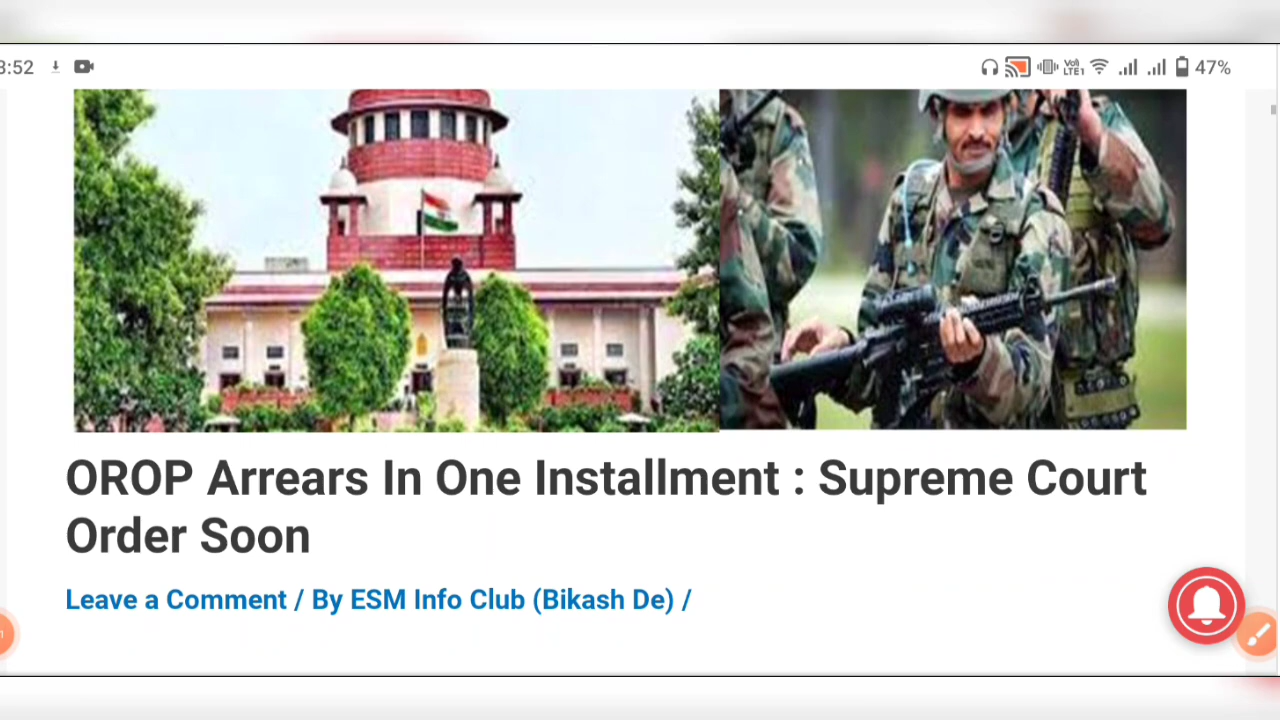 3:52
47%
OROP Arrears In One Installment : Supreme Court
Order Soon
Leave a Comment / By ESM Info Club (Bikash De) /